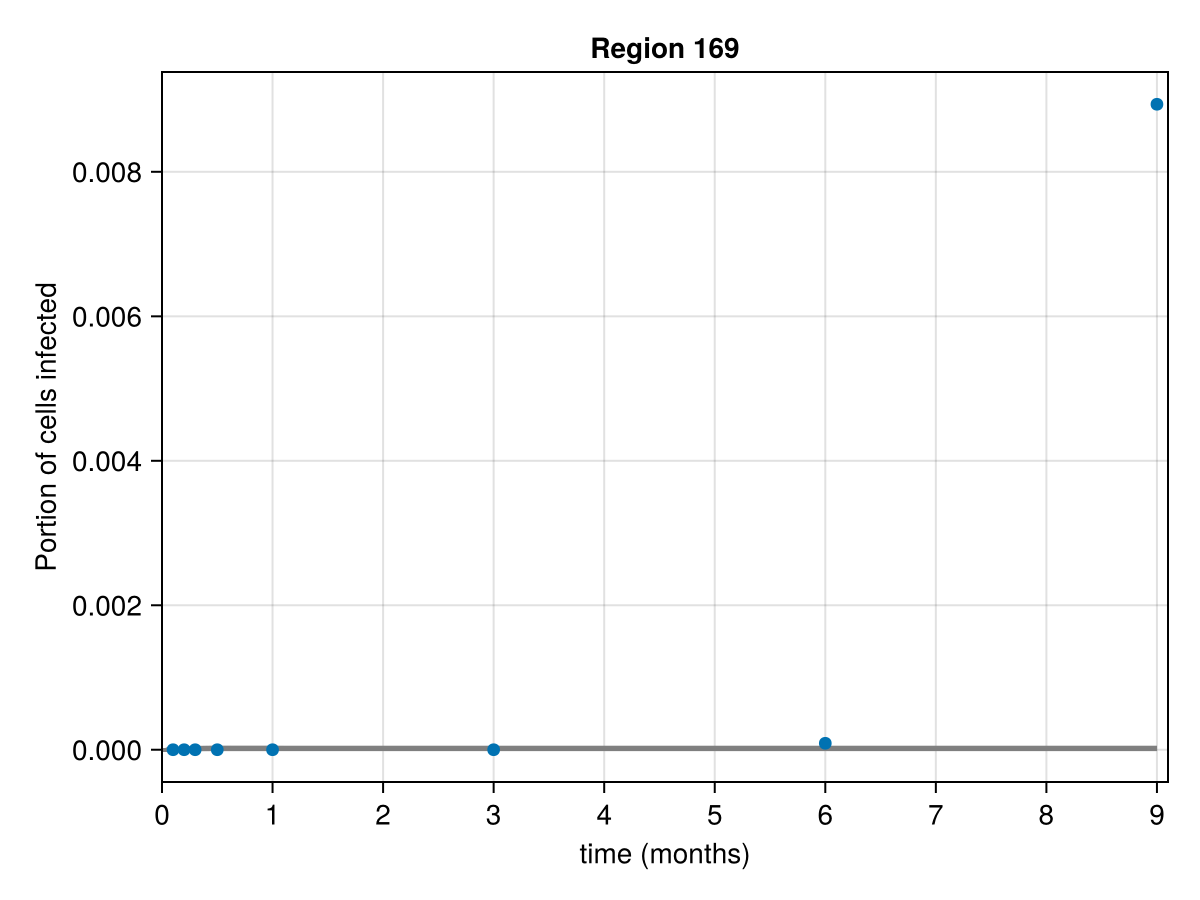 Region 169
Portion of cells infected
0.008
0.006
0.004
0.002
0.000
0 1 2 3 4 5 6 7 8 9
time (months)